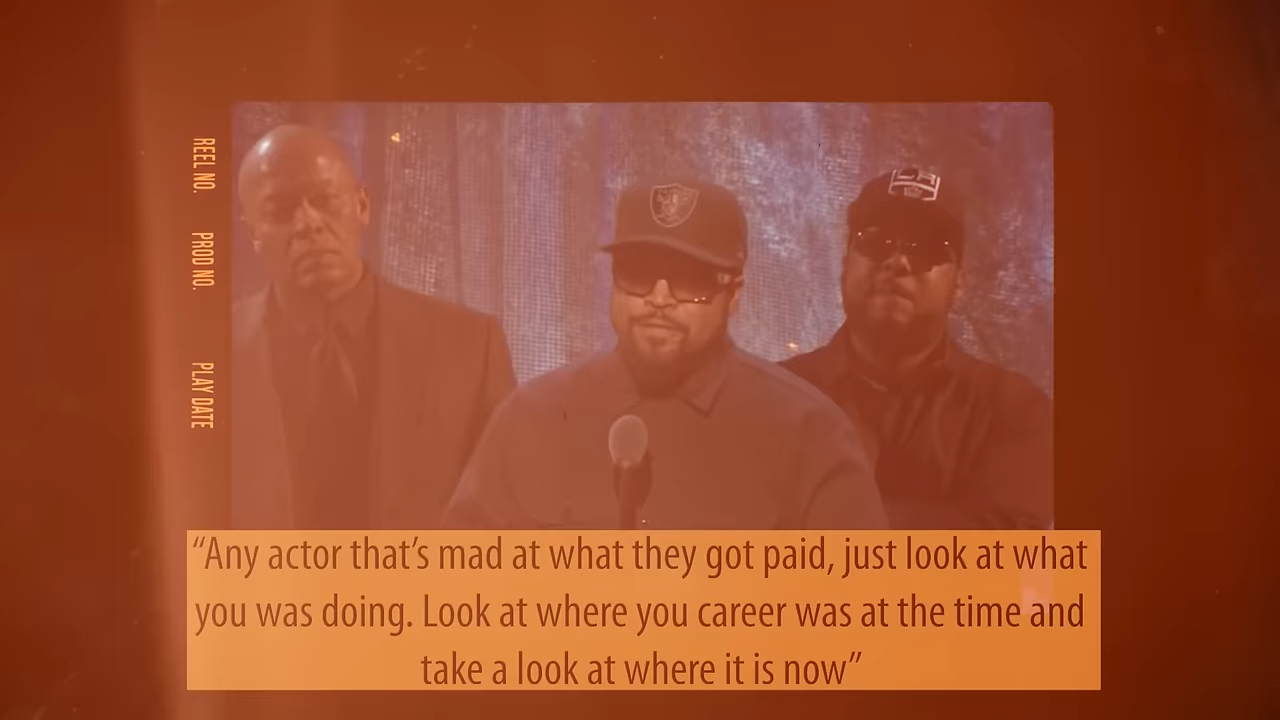 REEL NO.
PROD NO.
PLAY DATE
“Any actor that’s mad at what they got paid, just look at what
you was doing. Look at where you career was at the time and
take a look at where it is now”